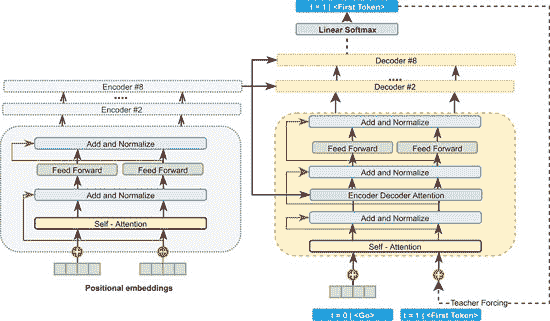 t = 1 | <First Token>
Linear Softmax
Decoder #8
....
Decoder #2
Encoder #8
....
Encoder #2
Add and Normalize
Feed Forward
Feed Forward
Add and Normalize
Self - Attention
Positional embeddings
Add and Normalize
Feed Forward
Feed Forward
Add and Normalize
Encoder Decoder Attention
Add and Normalize
Self - Attention
Teacher Forcing
t = 0 | <Go>
t = 1 | <First Token>